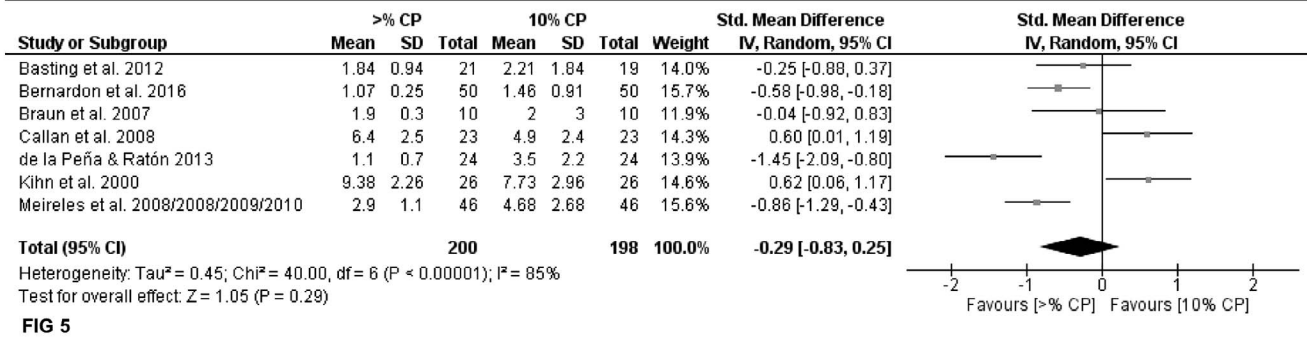 >% CP 10% CP Std. Mean Difference Std. Mean Difference
Study or Subgroup Mean SD Total Mean SD Total Weight IV, Random, 95% CI IV, Random, 95% CI
Basting et al. 2012 1.84 0.94 21 2.21 1.84 19 14.0% -0.25 [-0.88, 0.37]
Bernardon et al. 2016 1.07 0.25 50 1.46 0.91 50 15.7% -0.58 [-0.98, -0.18]
Braun et al. 2007 1.9 0.3 10 2 3 10 11.9% -0.04 [-0.92, 0.83]
Callan et al. 2008 6.4 2.5 23 4.9 2.4 23 14.3% 0.60 [0.01, 1.19]
de la Peña & Ratón 2013 1.1 0.7 24 3.5 2.2 24 13.9% -1.45 [-2.09, -0.80]
Kihn et al. 2000 9.38 2.26 26 7.73 2.96 26 14.6% 0.62 [0.06, 1.17]
Meireles et al. 2008/2008/2009/2010 2.9 1.1 46 4.68 2.68 46 15.6% -0.86 [-1.29, -0.43]
Total (95% CI) 200 198 100.0% -0.29 [-0.83, 0.25]
Heterogeneity: Tau² = 0.45; Chi² = 40.00, df = 6 (P < 0.00001); I² = 85%
Test for overall effect: Z = 1.05 (P = 0.29)
-2 -1 0 1 2
Favours [>% CP] Favours [10% CP]
FIG 5